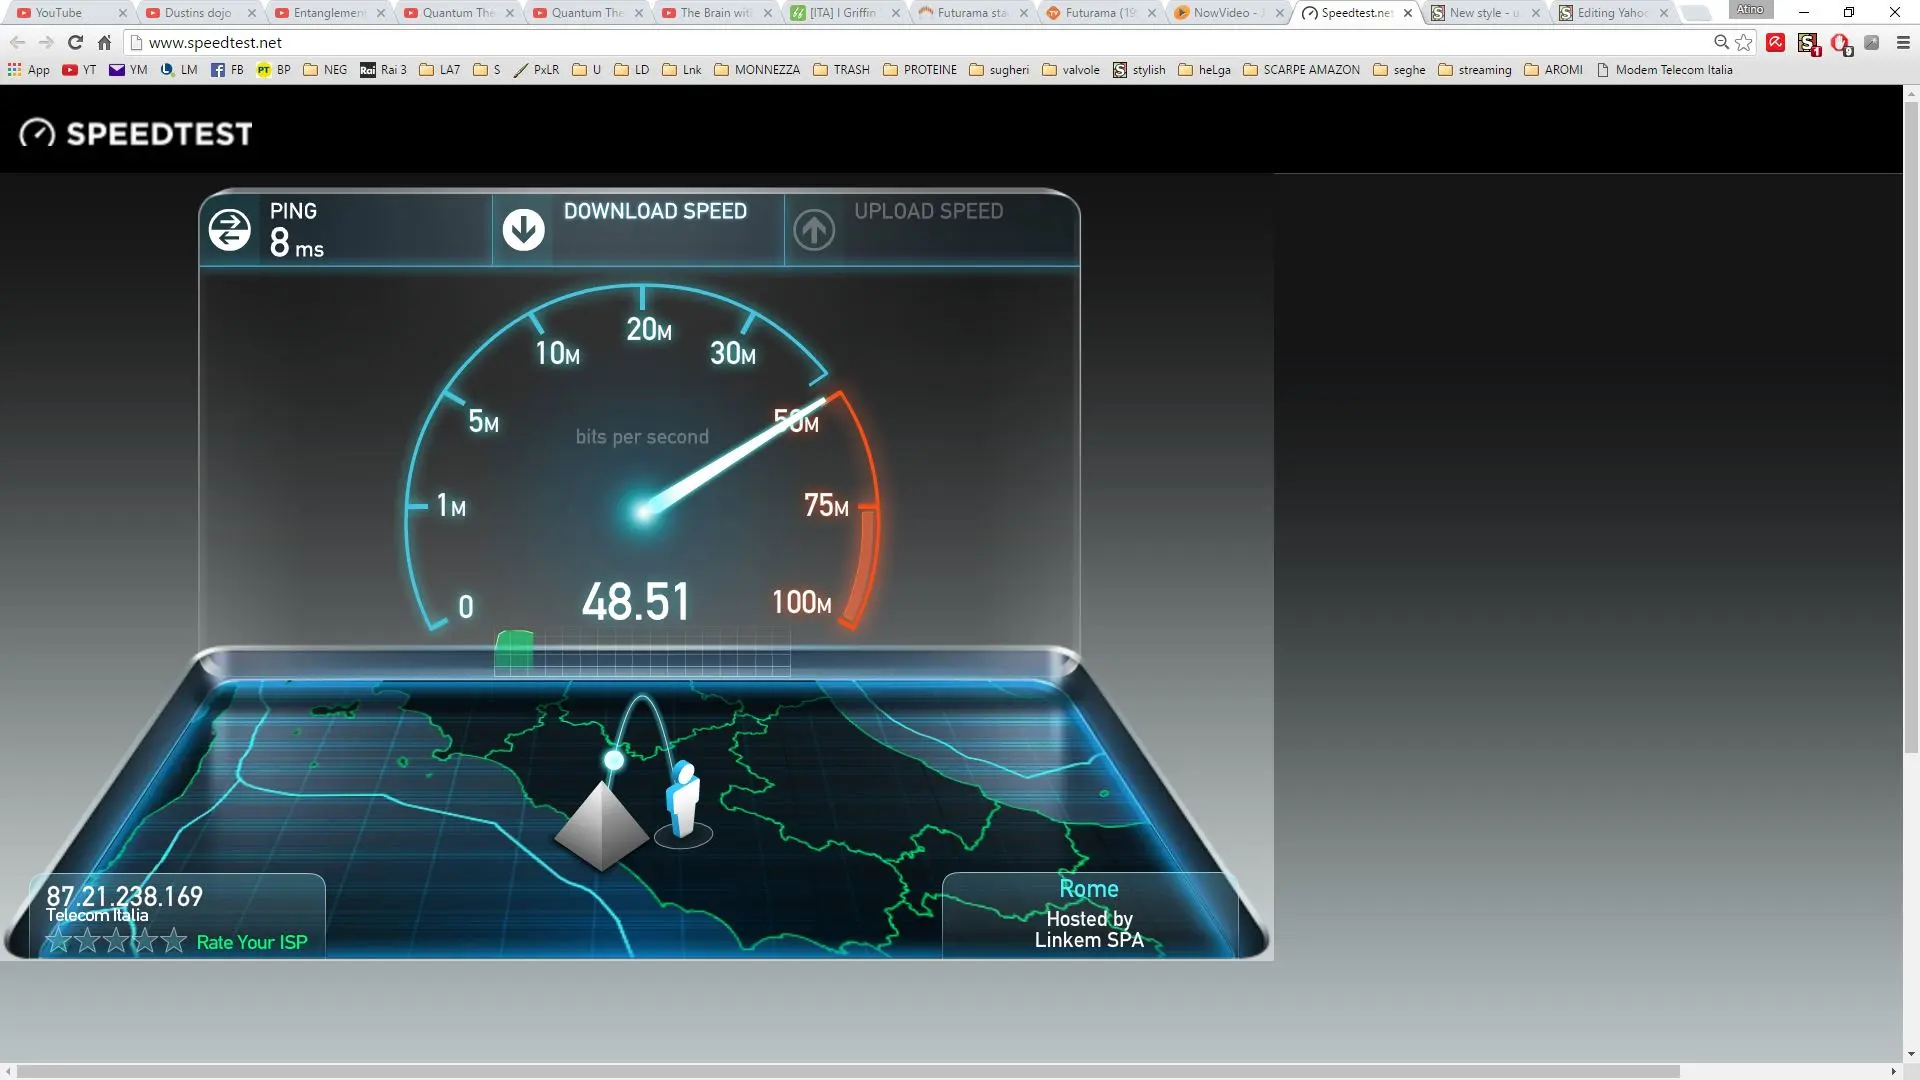 YouTube
Dustins dojo
Entanglemen
Quantum The
Quantum The
The Brain wit
[ITA] I Griffin
Futurama sta
Futurama (19
NowVideo -
Speedtest.net
New style - u
Editing Yahoo
Atino
www.speedtest.net
App YT YM LM FB BP NEG Rai 3 LA7 S PxLR U LD Lnk MONNEZZA TRASH PROTEINE sugheri valvole stylish heLga SCARPE AMAZON seghe streaming AROMI Modem Telecom Italia
SPEEDTEST
PING
8 ms
DOWNLOAD SPEED
UPLOAD SPEED
20M
10M
30M
5M
50M
bits per second
1M
75M
0
48.51
100M
87.21.238.169
Telecom Italia
Rate Your ISP
Rome
Hosted by
Linkem SPA